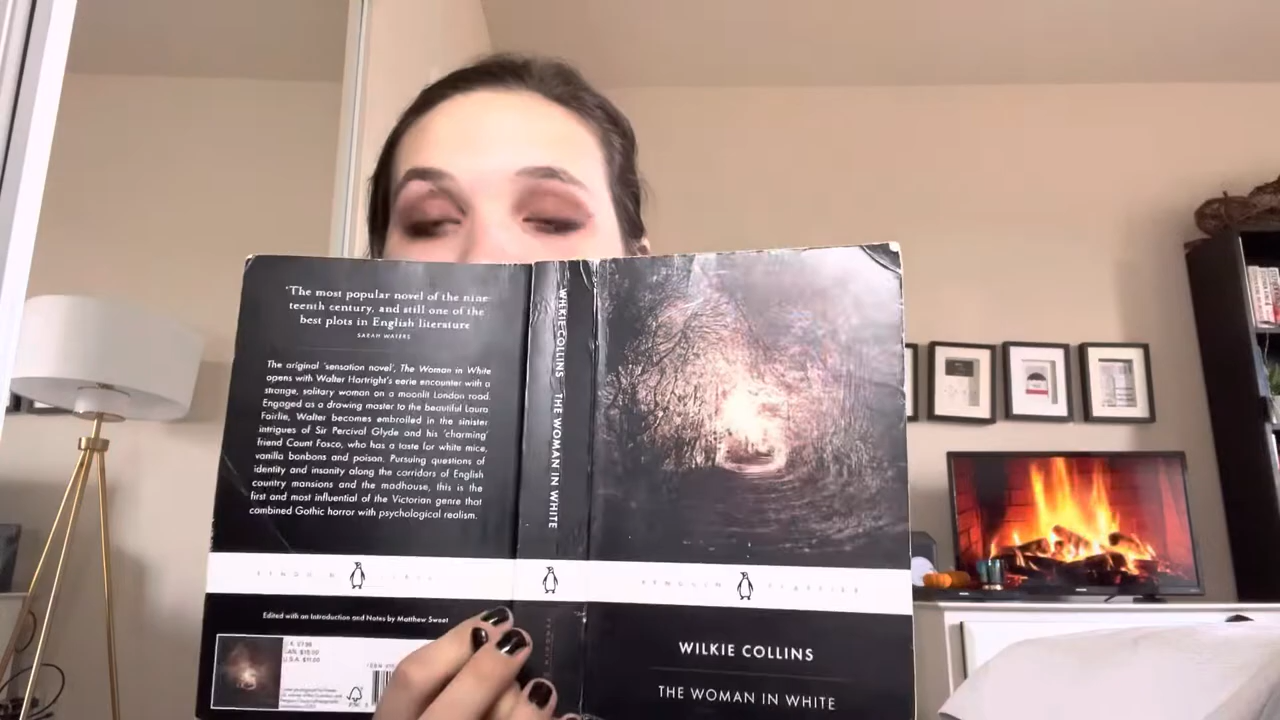 'The most popular novel of the nine-
teenth century, and still one of the
best plots in English literature
SARAH WATERS
The original 'sensation novel', The Woman in White
opens with Walter Hartright's eerie encounter with a
strange, solitary woman on a moonlit London road.
Engaged as a drawing master to the beautiful Laura
Fairlie, Walter becomes embroiled in the sinister
intrigues of Sir Percival Glyde and his 'charming'
friend Count Fosco, who has a taste for white mice,
vanilla bonbons and poison. Pursuing questions of
identity and insanity along the corridors of English
country mansions and the madhouse, this is the
first and most influential of the Victorian genre that
combined Gothic horror with psychological realism.
PENGUIN
Edited with an Introduction and Notes by Matthew Sweet
U.S.A. $11.00
WILKIE COLLINS THE WOMAN IN WHITE
PENGUIN CLASSICS
WILKIE COLLINS
THE WOMAN IN WHITE